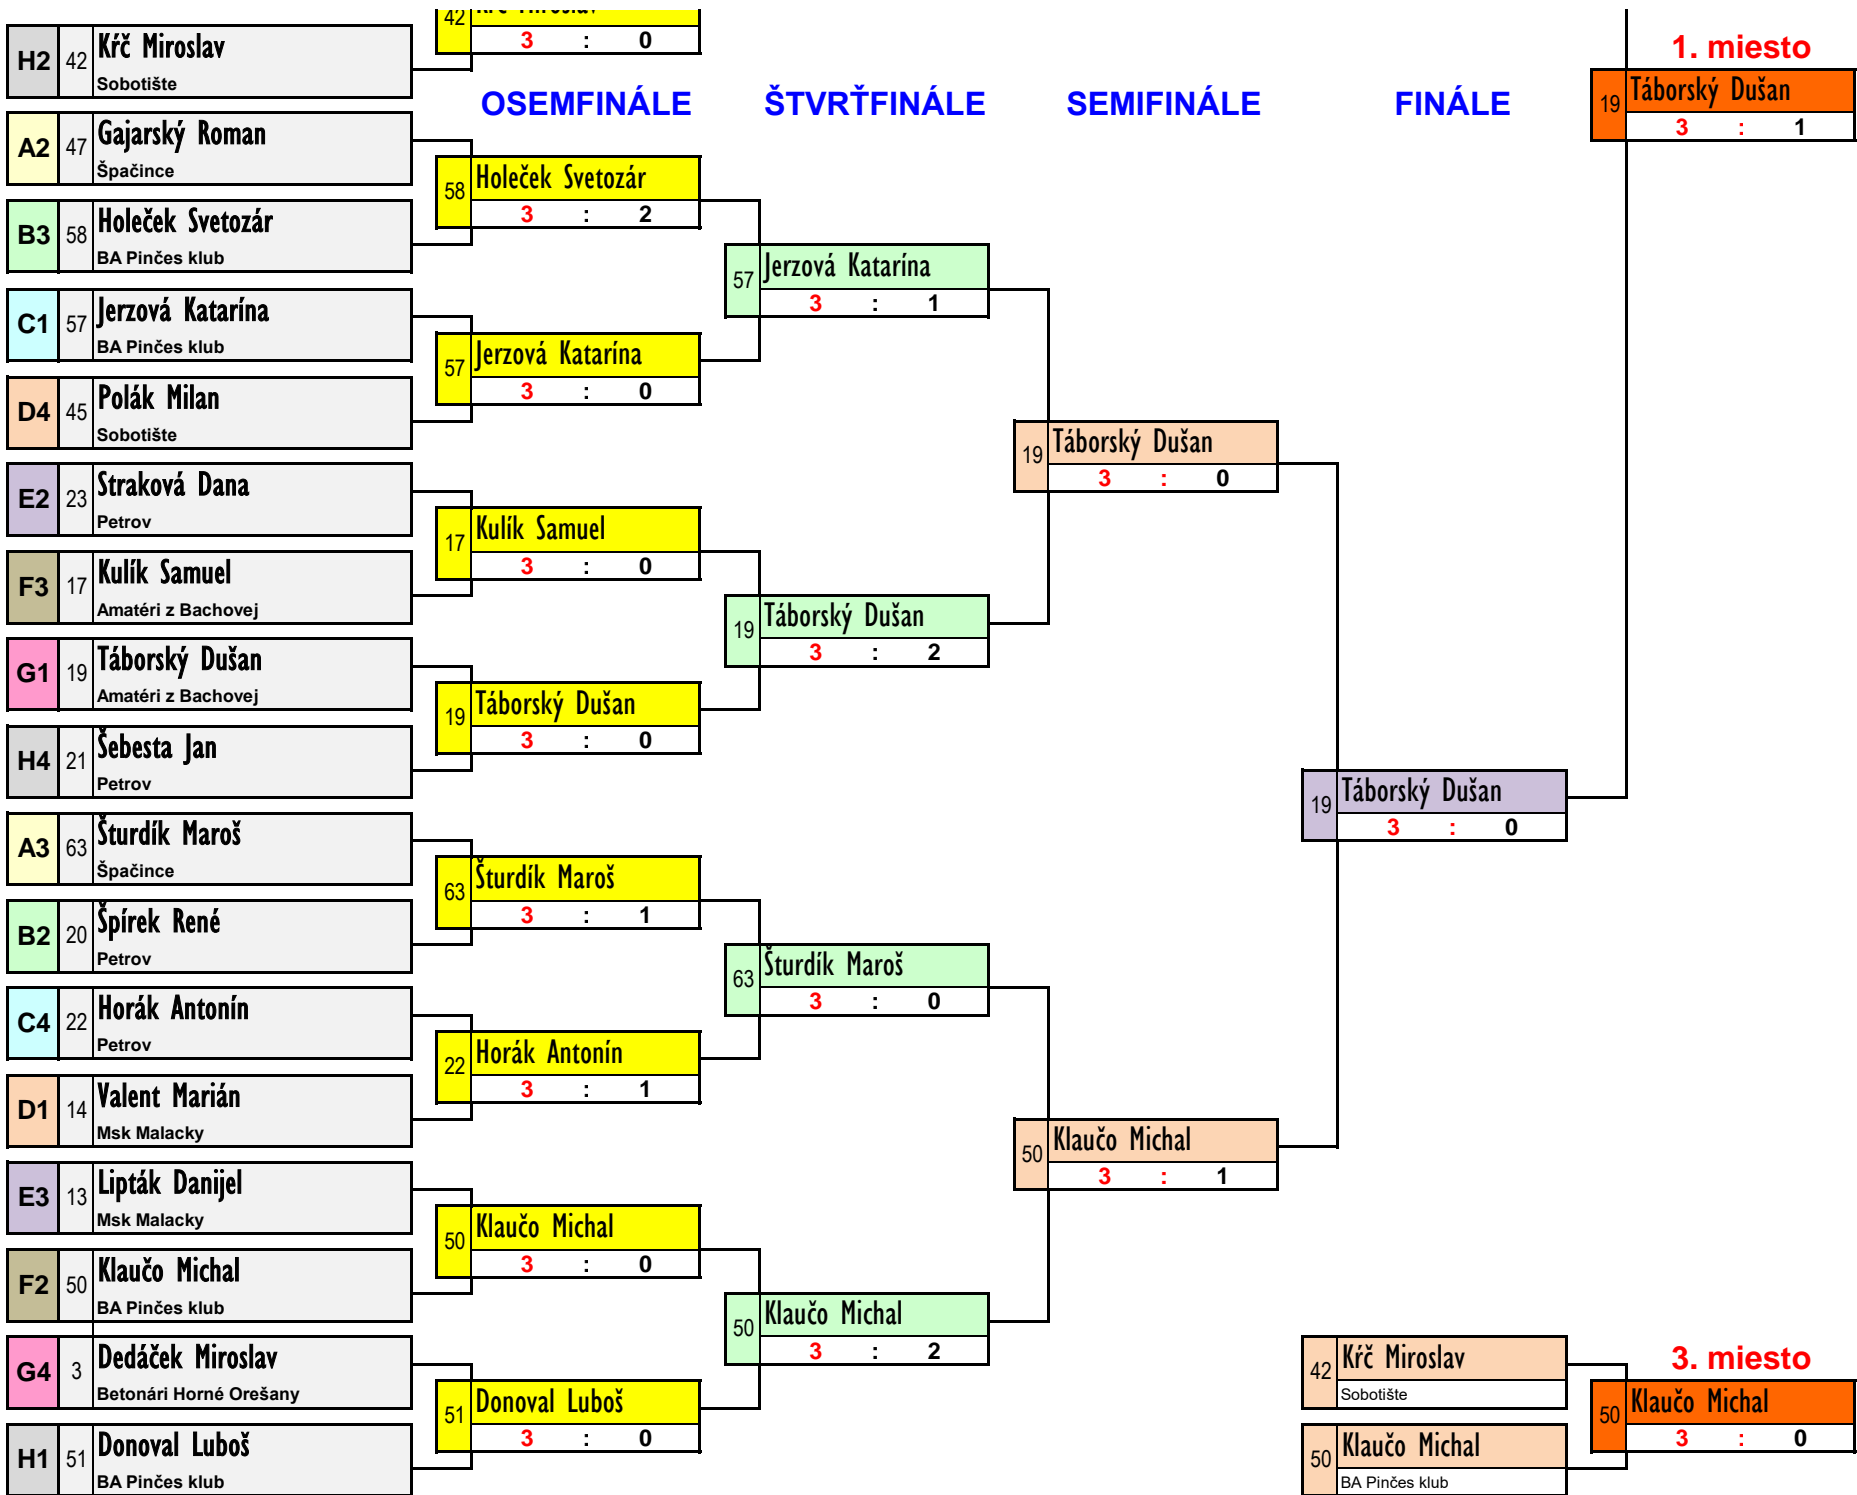 H2 42 Kŕč Miroslav
Sobotište
42
3 : 0
1. miesto
19 Táborský Dušan
3 : 1
OSEMFINÁLE ŠTVRŤFINÁLE SEMIFINÁLE FINÁLE
A2 47 Gajarský Roman
Špačince
58 Holeček Svetozár
3 : 2
B3 58 Holeček Svetozár
BA Pinčes klub
57 Jerzová Katarína
3 : 1
C1 57 Jerzová Katarína
BA Pinčes klub
57 Jerzová Katarína
3 : 0
D4 45 Polák Milan
Sobotište
19 Táborský Dušan
3 : 0
E2 23 Straková Dana
Petrov
17 Kulík Samuel
3 : 0
F3 17 Kulík Samuel
Amatéri z Bachovej
19 Táborský Dušan
3 : 2
G1 19 Táborský Dušan
Amatéri z Bachovej
19 Táborský Dušan
3 : 0
H4 21 Šebesta Jan
Petrov
19 Táborský Dušan
3 : 0
A3 63 Šturdík Maroš
Špačince
63 Šturdík Maroš
3 : 1
B2 20 Špírek René
Petrov
63 Šturdík Maroš
3 : 0
C4 22 Horák Antonín
Petrov
22 Horák Antonín
3 : 1
D1 14 Valent Marián
Msk Malacky
50 Klaučo Michal
3 : 1
E3 13 Lipták Danijel
Msk Malacky
50 Klaučo Michal
3 : 0
F2 50 Klaučo Michal
BA Pinčes klub
50 Klaučo Michal
3 : 2
G4 3 Dedáček Miroslav
Betonári Horné Orešany
42 Kŕč Miroslav
Sobotište
3. miesto
51 Donoval Luboš
3 : 0
50 Klaučo Michal
3 : 0
H1 51 Donoval Luboš
BA Pinčes klub
50 Klaučo Michal
BA Pinčes klub